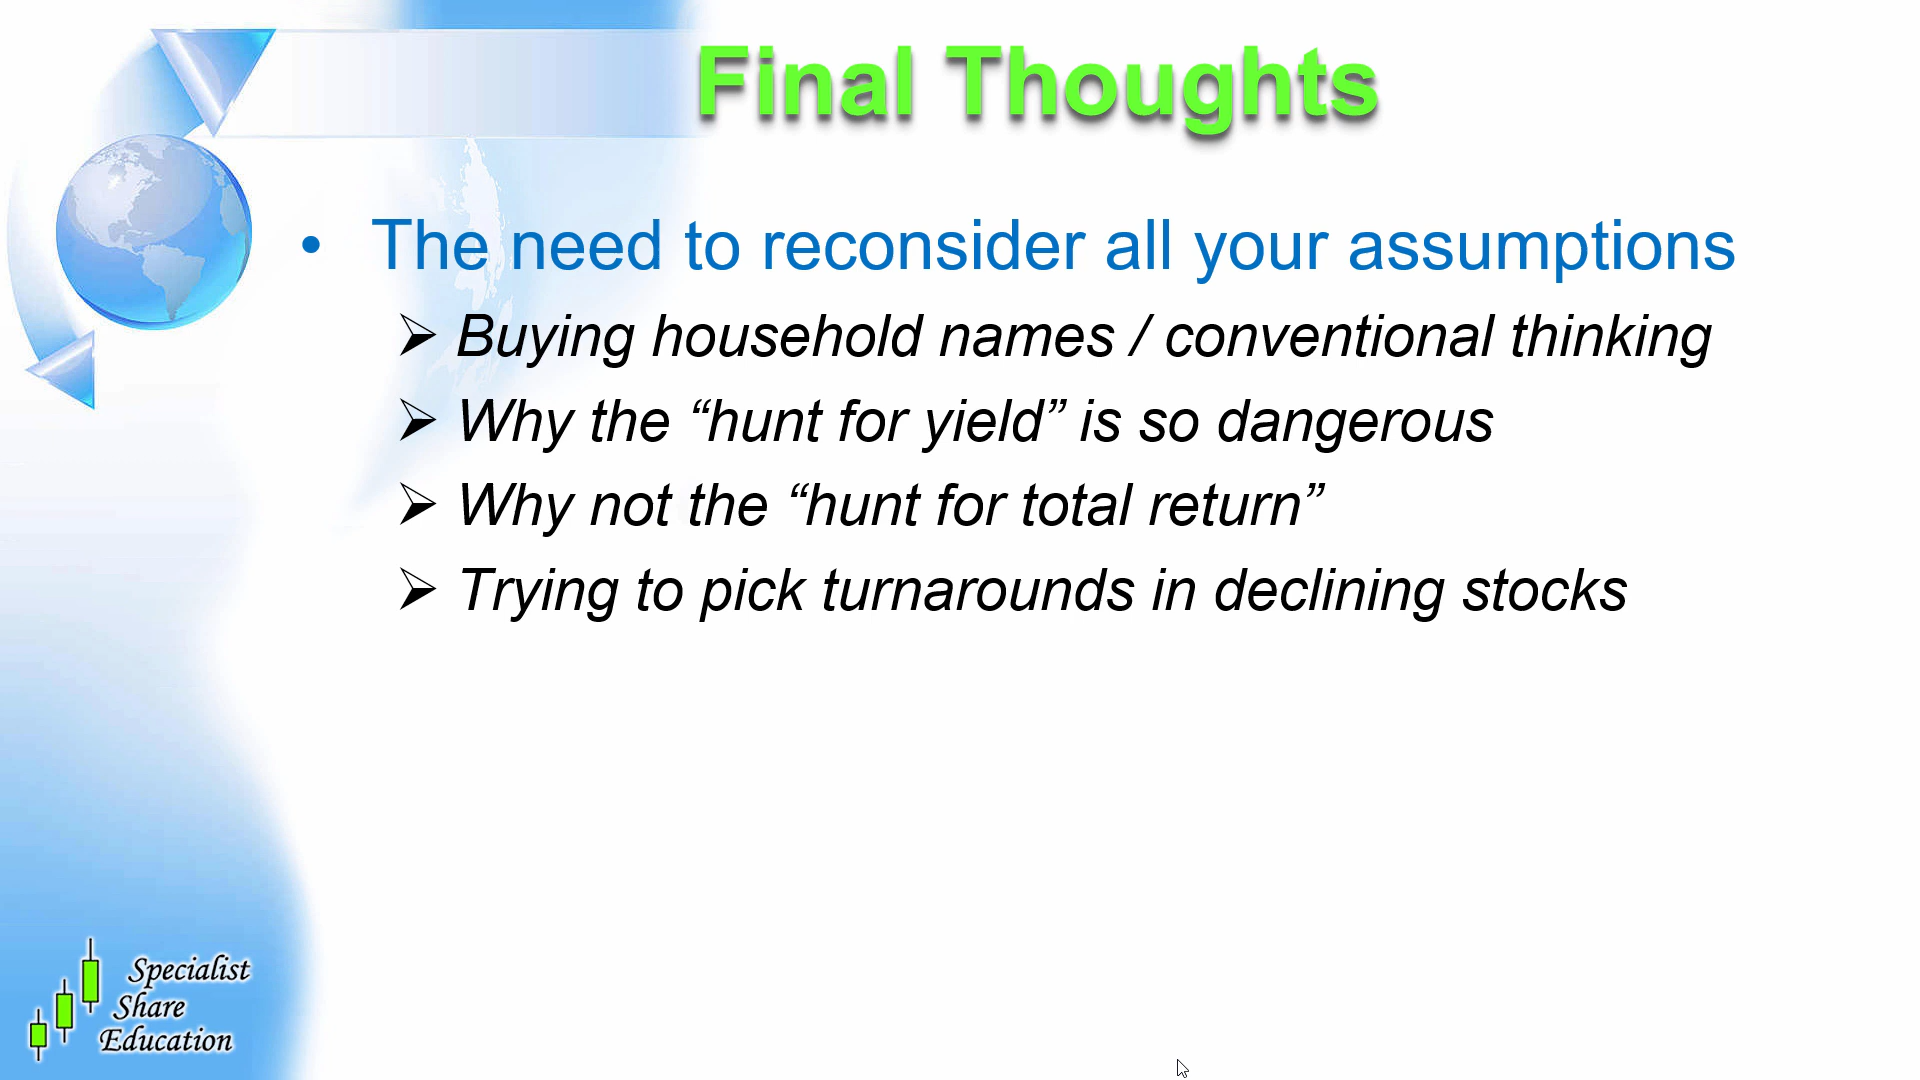 Final Thoughts
• The need to reconsider all your assumptions
➢ Buying household names / conventional thinking
➢ Why the “hunt for yield” is so dangerous
➢ Why not the “hunt for total return”
➢ Trying to pick turnarounds in declining stocks
Specialist
Share
Education